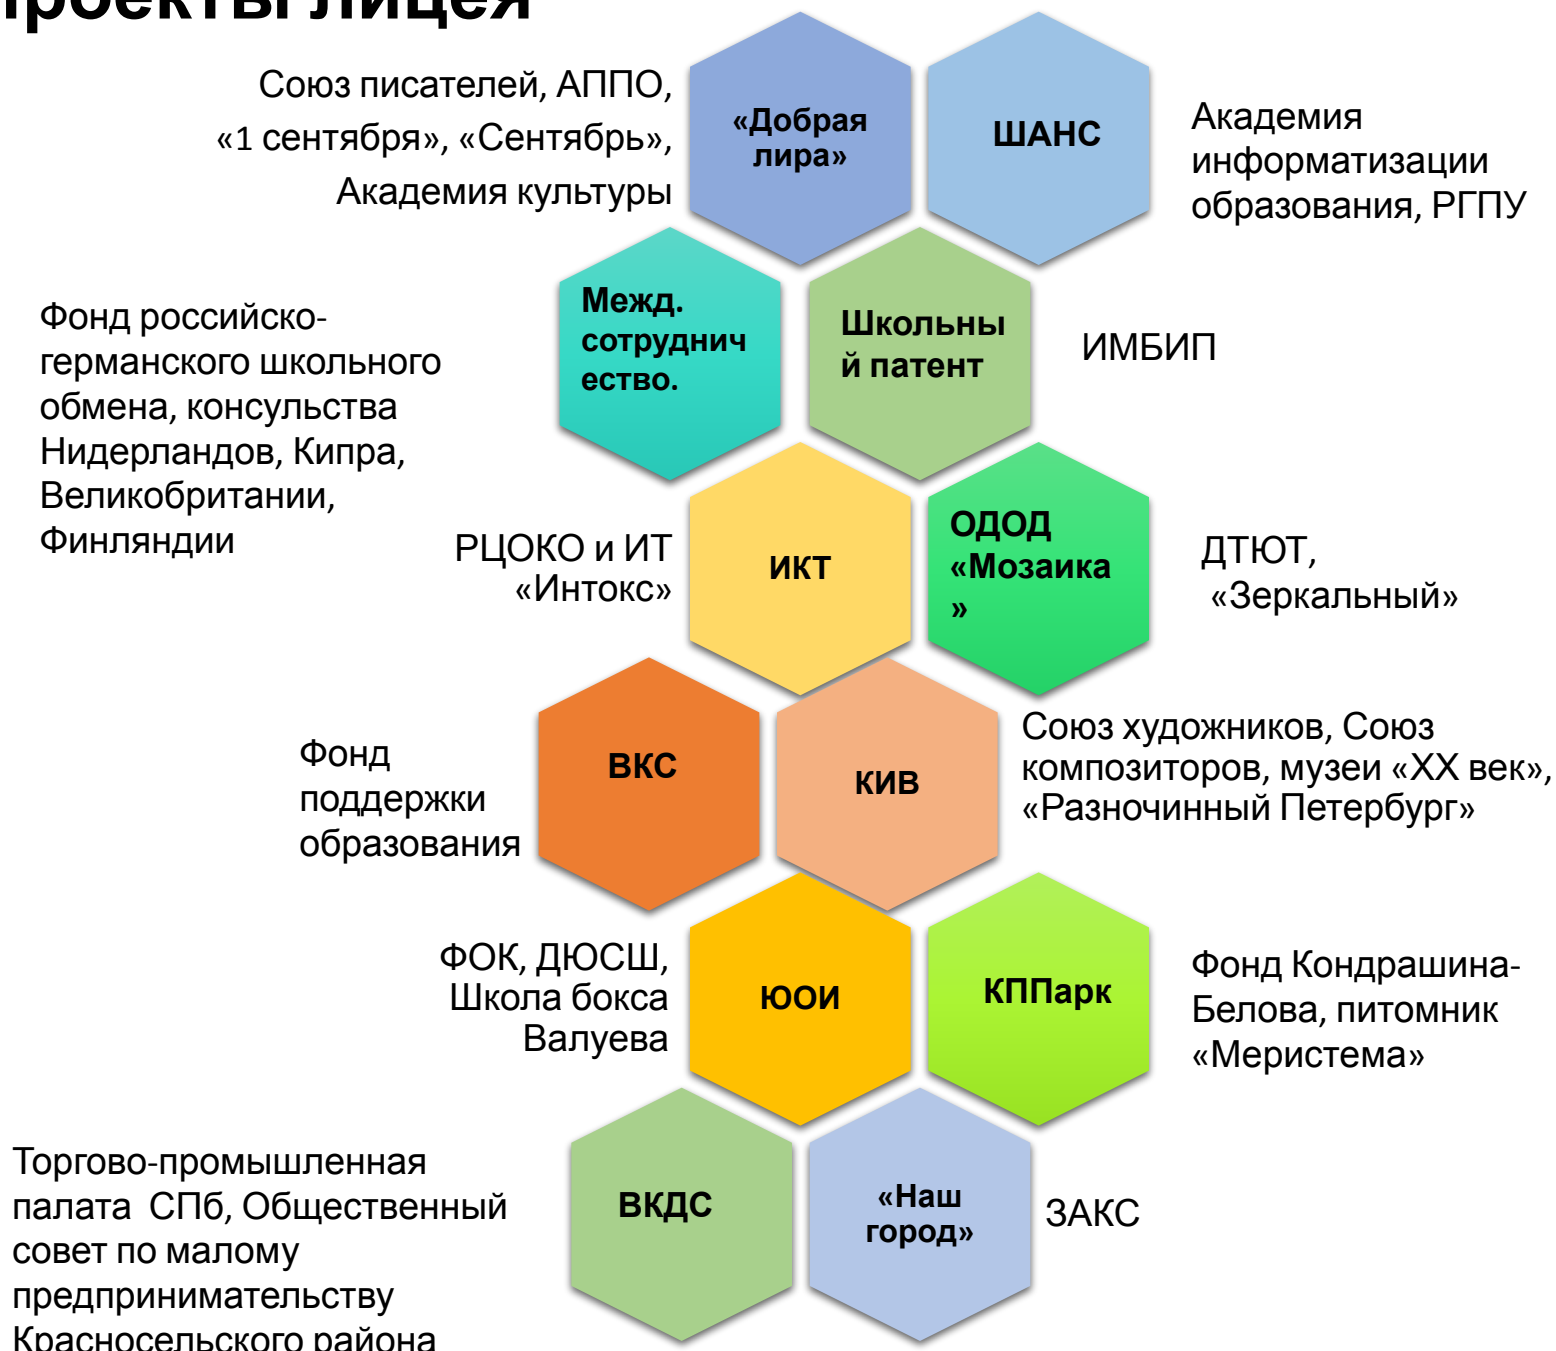 Проекты лицея
Союз писателей, АППО,
«1 сентября», «Сентябрь»,
Академия культуры
«Добрая
лира»
ШАНС
Академия
информатизации
образования, РГПУ
Фонд российско-
германского школьного
обмена, консульства
Нидерландов, Кипра,
Великобритании,
Финляндии
Межд.
сотруднич
ество.
Школьны
й патент
ИМБИП
РЦОКО и ИТ
«Интокс»
ИКТ
ОДОД
«Мозаика
»
ДТЮТ,
«Зеркальный»
Фонд
поддержки
образования
ВКС
КИВ
Союз художников, Союз
композиторов, музеи «XX век»,
«Разночинный Петербург»
ФОК, ДЮСШ,
Школа бокса
Валуева
ЮОИ
КППарк
Фонд Кондрашина-
Белова, питомник
«Меристема»
Торгово-промышленная
палата СПб, Общественный
совет по малому
предпринимательству
Красносельского района
ВКДС
«Наш
город»
ЗАКС